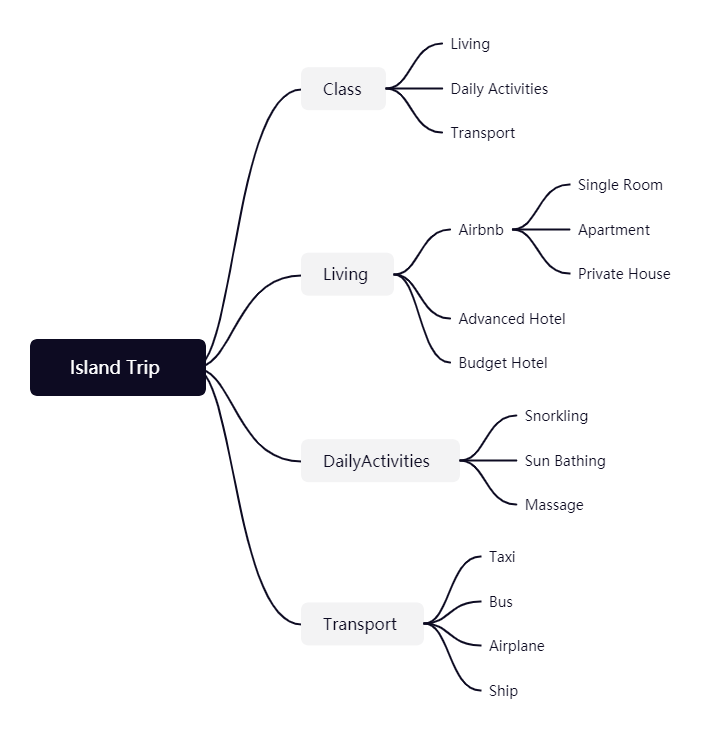 Island Trip
Class
Living
Daily Activities
Transport
Living
Airbnb
Single Room
Apartment
Private House
Advanced Hotel
Budget Hotel
DailyActivities
Snorkling
Sun Bathing
Massage
Transport
Taxi
Bus
Airplane
Ship